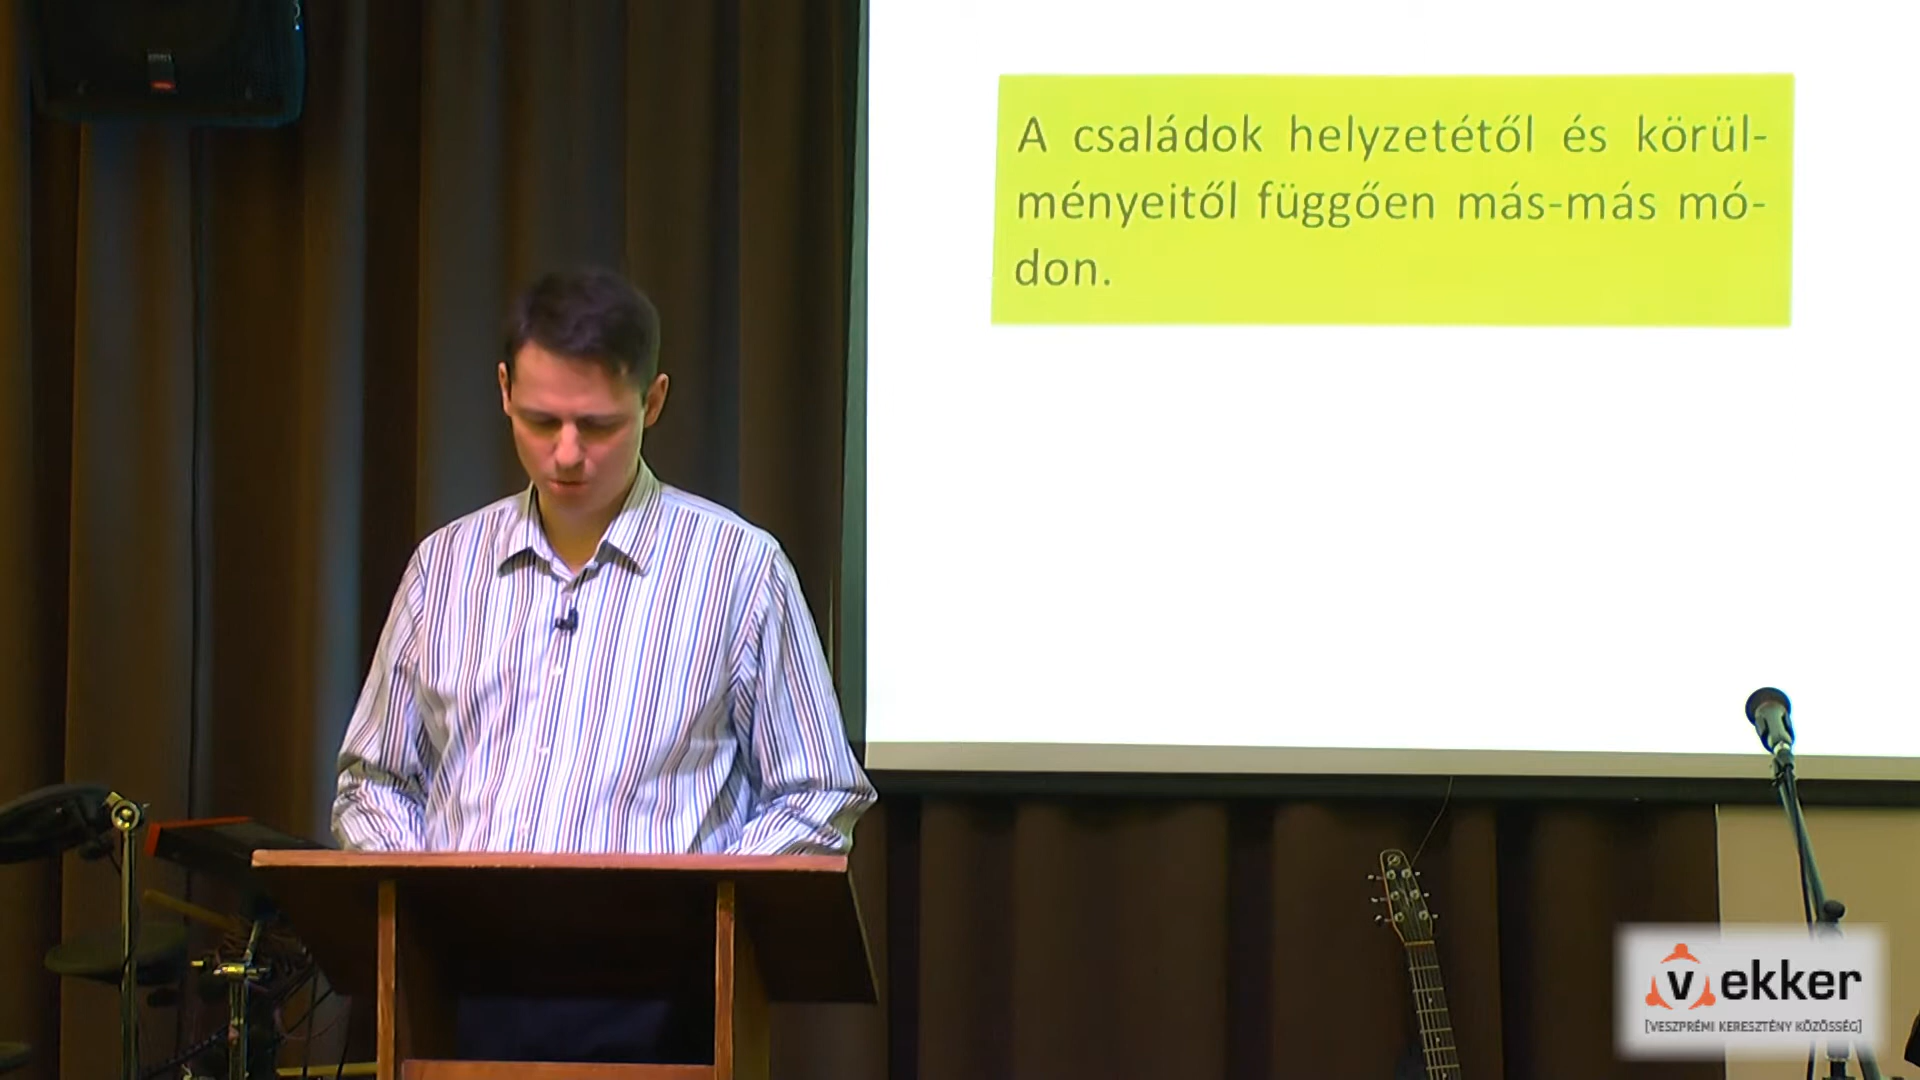 A családok helyzetétől és körül-
ményeitől függően más-más mó-
don.
vekker
[VESZPRÉMI KERESZTÉNY KÖZÖSSÉG]